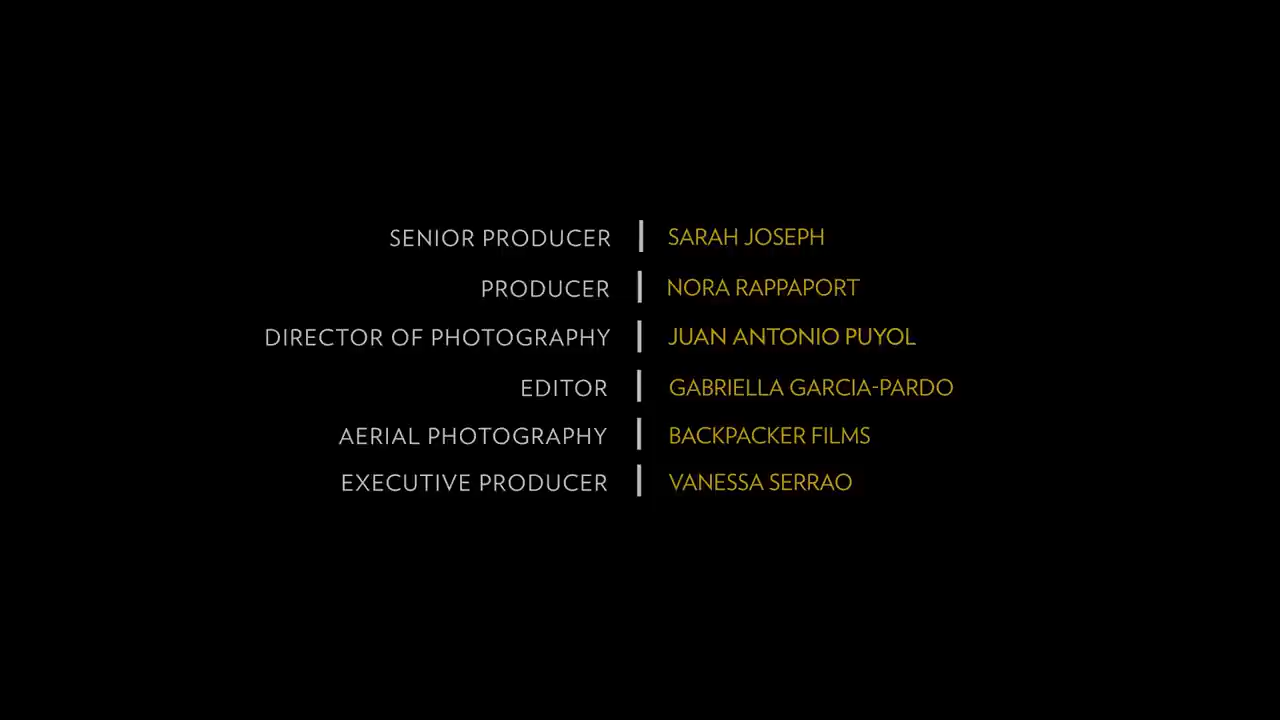 SENIOR PRODUCER | SARAH JOSEPH
PRODUCER | NORA RAPPAPORT
DIRECTOR OF PHOTOGRAPHY | JUAN ANTONIO PUYOL
EDITOR | GABRIELLA GARCIA-PARDO
AERIAL PHOTOGRAPHY | BACKPACKER FILMS
EXECUTIVE PRODUCER | VANESSA SERRAO